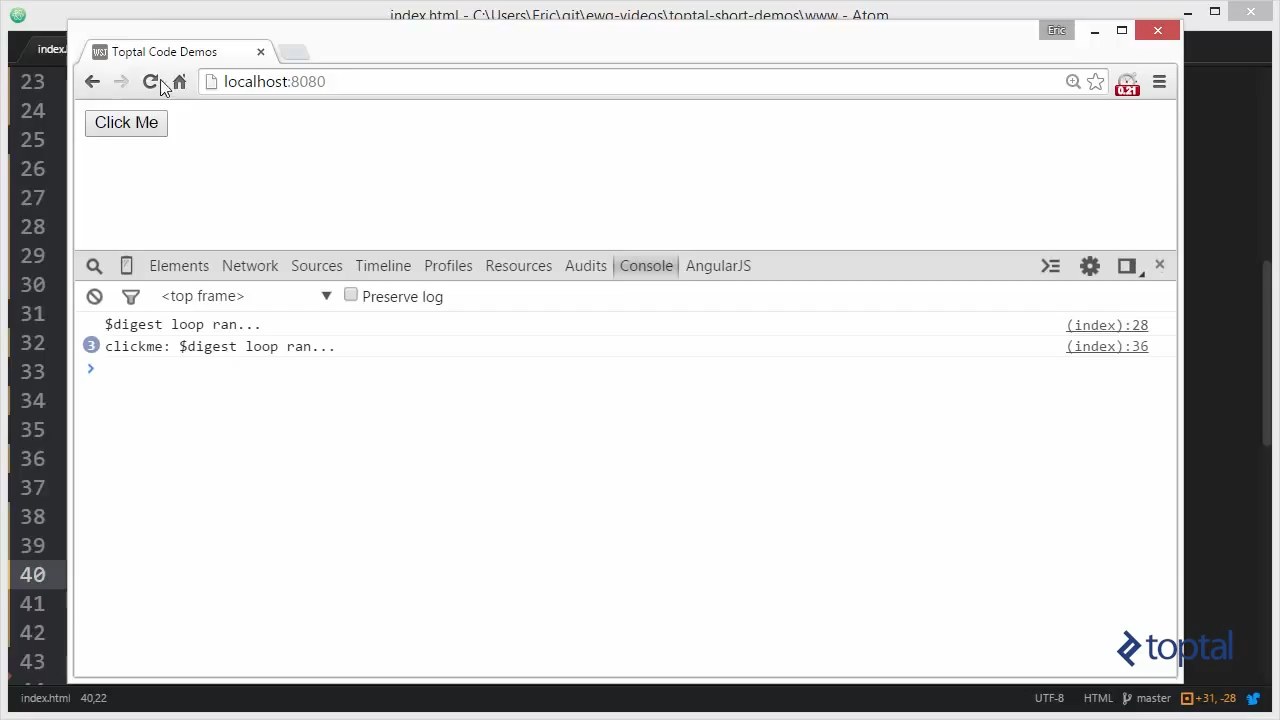 index.html - C:\Users\Eric\git\ewg-videos\toptal-short-demos\www - Atom
Eric
index.
WST Toptal Code Demos
localhost:8080
0.21
Click Me
Elements Network Sources Timeline Profiles Resources Audits Console AngularJS
<top frame> Preserve log
$digest loop ran... (index):28
3 clickme: $digest loop ran... (index):36
23
24
25
26
27
28
29
30
31
32
33
34
35
36
37
38
39
40
41
42
43
toptal
index.html 40,22 UTF-8 HTML master +31, -28